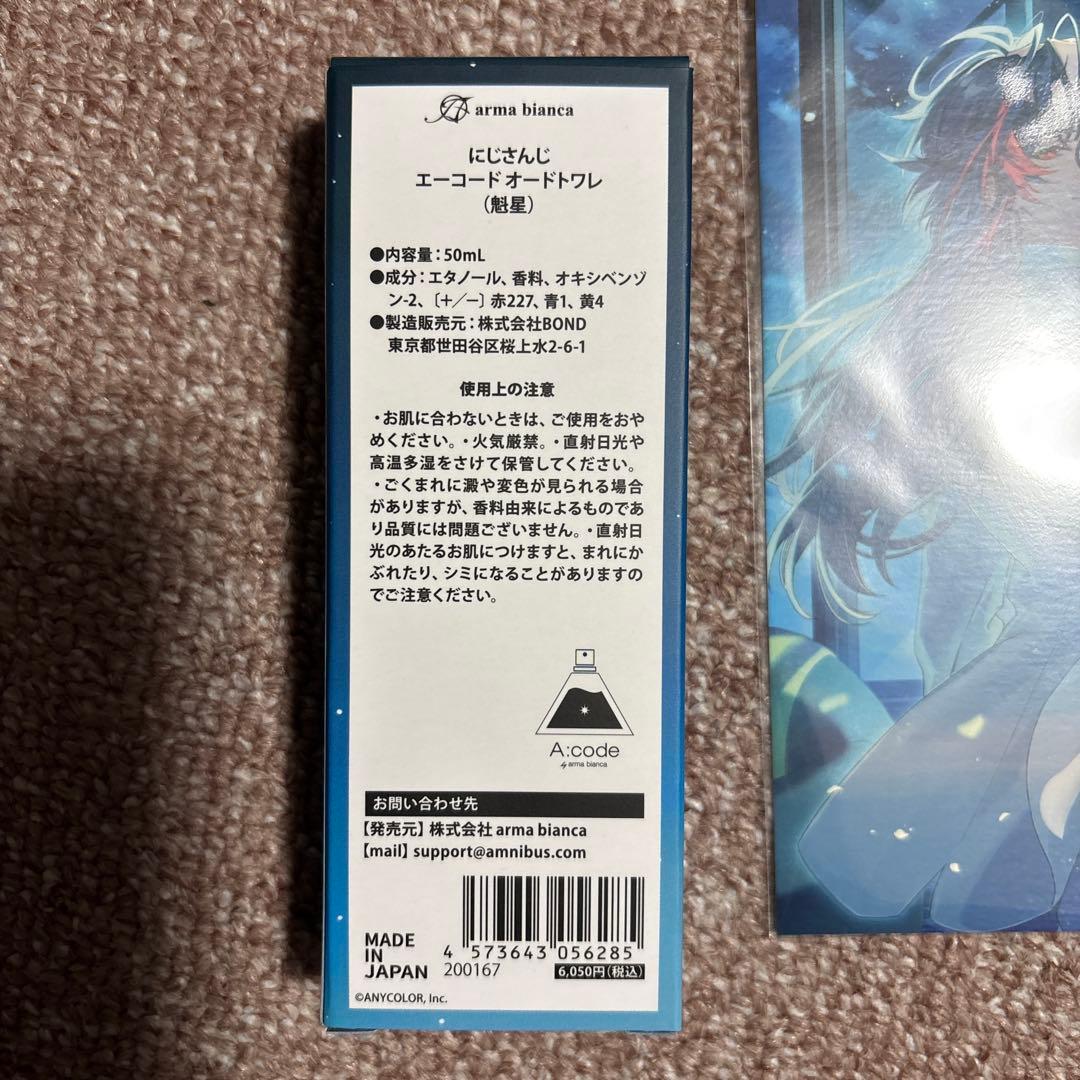 arma bianca
にじさんじ
エーコード オードトワレ
（魁星）
●内容量：50mL
●成分：エタノール、香料、オキシベンゾ
ン-2、〔＋／－〕赤227、青1、黄4
●製造販売元：株式会社BOND
東京都世田谷区桜上水2-6-1
使用上の注意
・お肌に合わないときは、ご使用をおや
めください。・火気厳禁。・直射日光や
高温多湿をさけて保管してください。
・ごくまれに澱や変色が見られる場合
がありますが、香料由来によるものであ
り品質には問題ございません。・直射日
光のあたるお肌につけますと、まれにか
ぶれたり、シミになることがありますの
でご注意ください。
A:code
by arma bianca
お問い合わせ先
【発売元】株式会社 arma bianca
【mail】support@amnibus.com
MADE
IN
JAPAN
4 573643 056285
200167
6,050円（税込）
©ANYCOLOR, Inc.